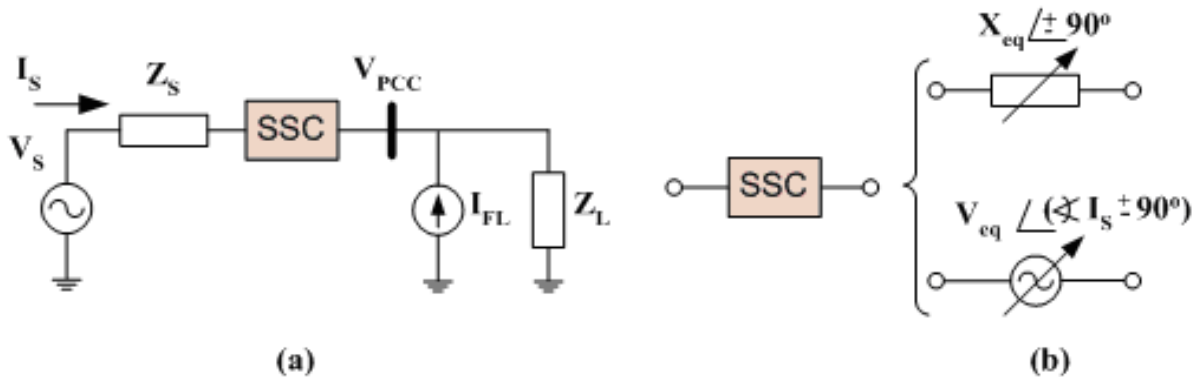 I_S
Z_S
SSC
V_PCC
V_S
I_FL
Z_L
(a)
SSC
X_eq∠± 90°
V_eq ∠(∢ I_S ± 90°)
(b)